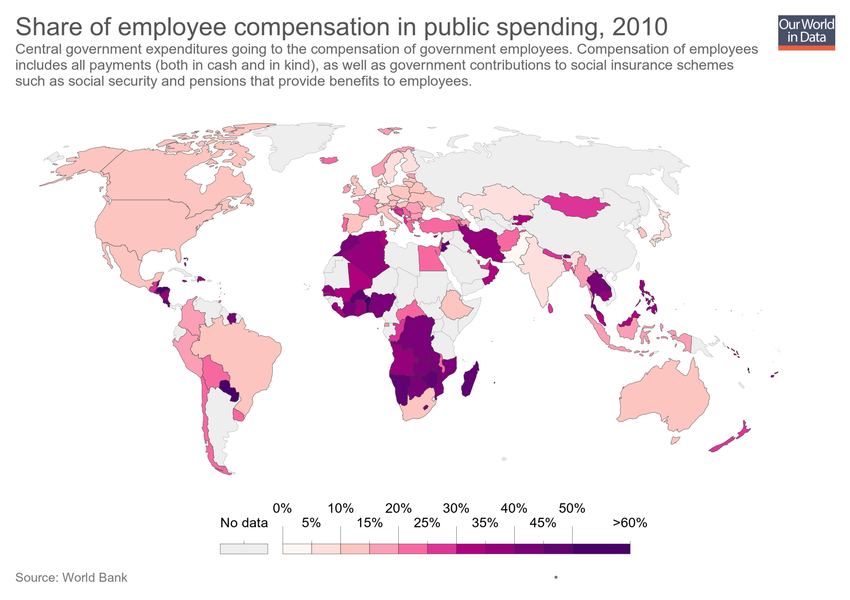 Share of employee compensation in public spending, 2010
Our World
in Data
Central government expenditures going to the compensation of government employees. Compensation of employees
includes all payments (both in cash and in kind), as well as government contributions to social insurance schemes
such as social security and pensions that provide benefits to employees.
0% 10% 20% 30% 40% 50%
No data 5% 15% 25% 35% 45% >60%
Source: World Bank